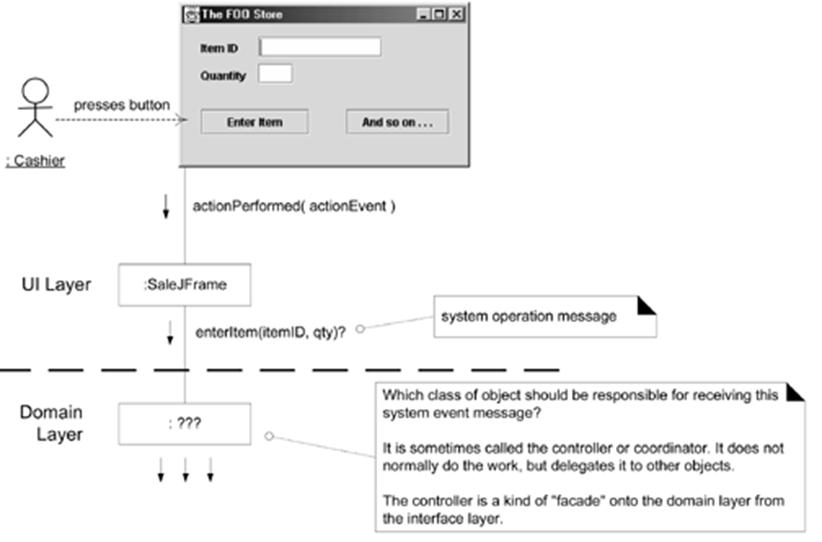 The FOO Store
Item ID
Quantity
Enter Item
And so on . . .
presses button
: Cashier
actionPerformed( actionEvent )
UI Layer
:SaleJFrame
enterItem(itemID, qty)?
system operation message
Domain
Layer
: ???
Which class of object should be responsible for receiving this
system event message?
It is sometimes called the controller or coordinator. It does not
normally do the work, but delegates it to other objects.
The controller is a kind of "facade" onto the domain layer from
the interface layer.